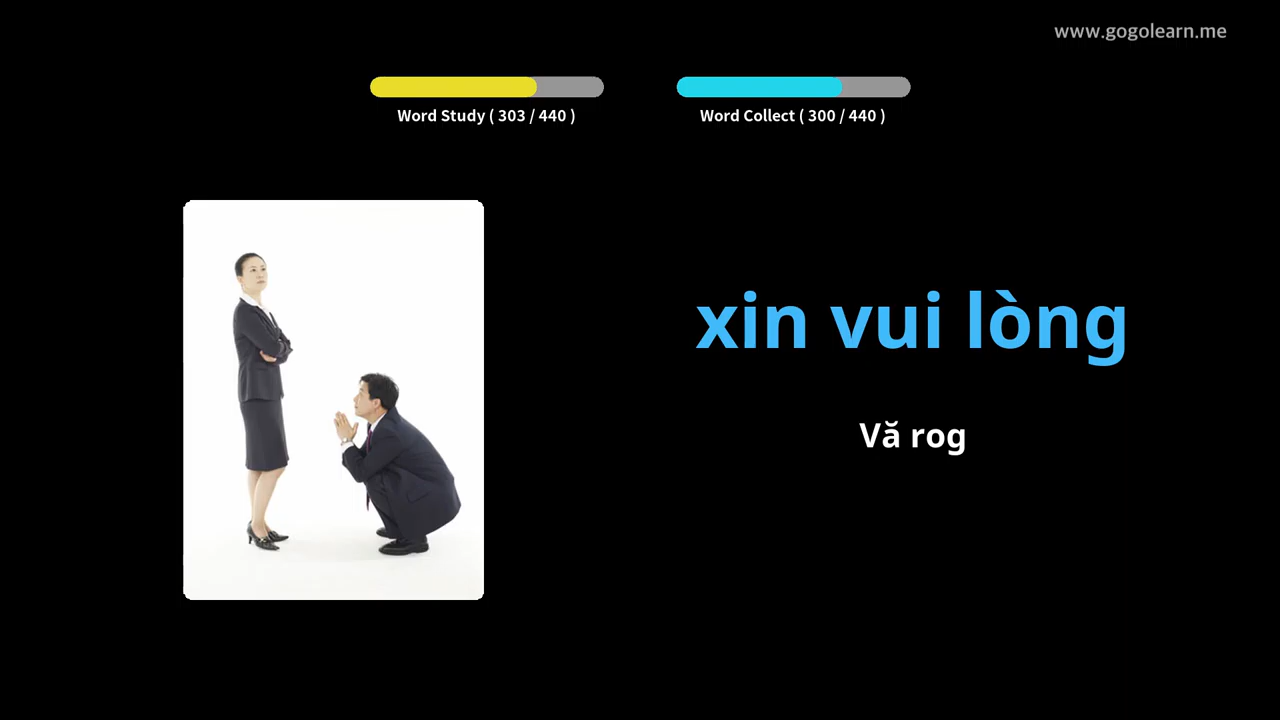 www.gogolearn.me
Word Study ( 303 / 440 )
Word Collect ( 300 / 440 )
xin vui lòng
Vă rog